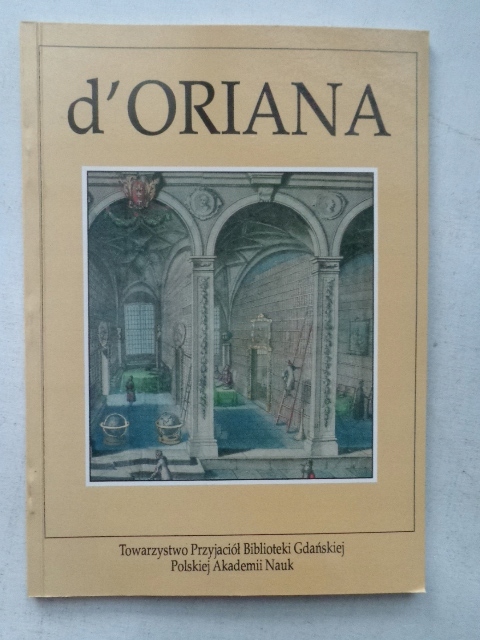 d'ORIANA
Towarzystwo Przyjaciół Biblioteki Gdańskiej
Polskiej Akademii Nauk